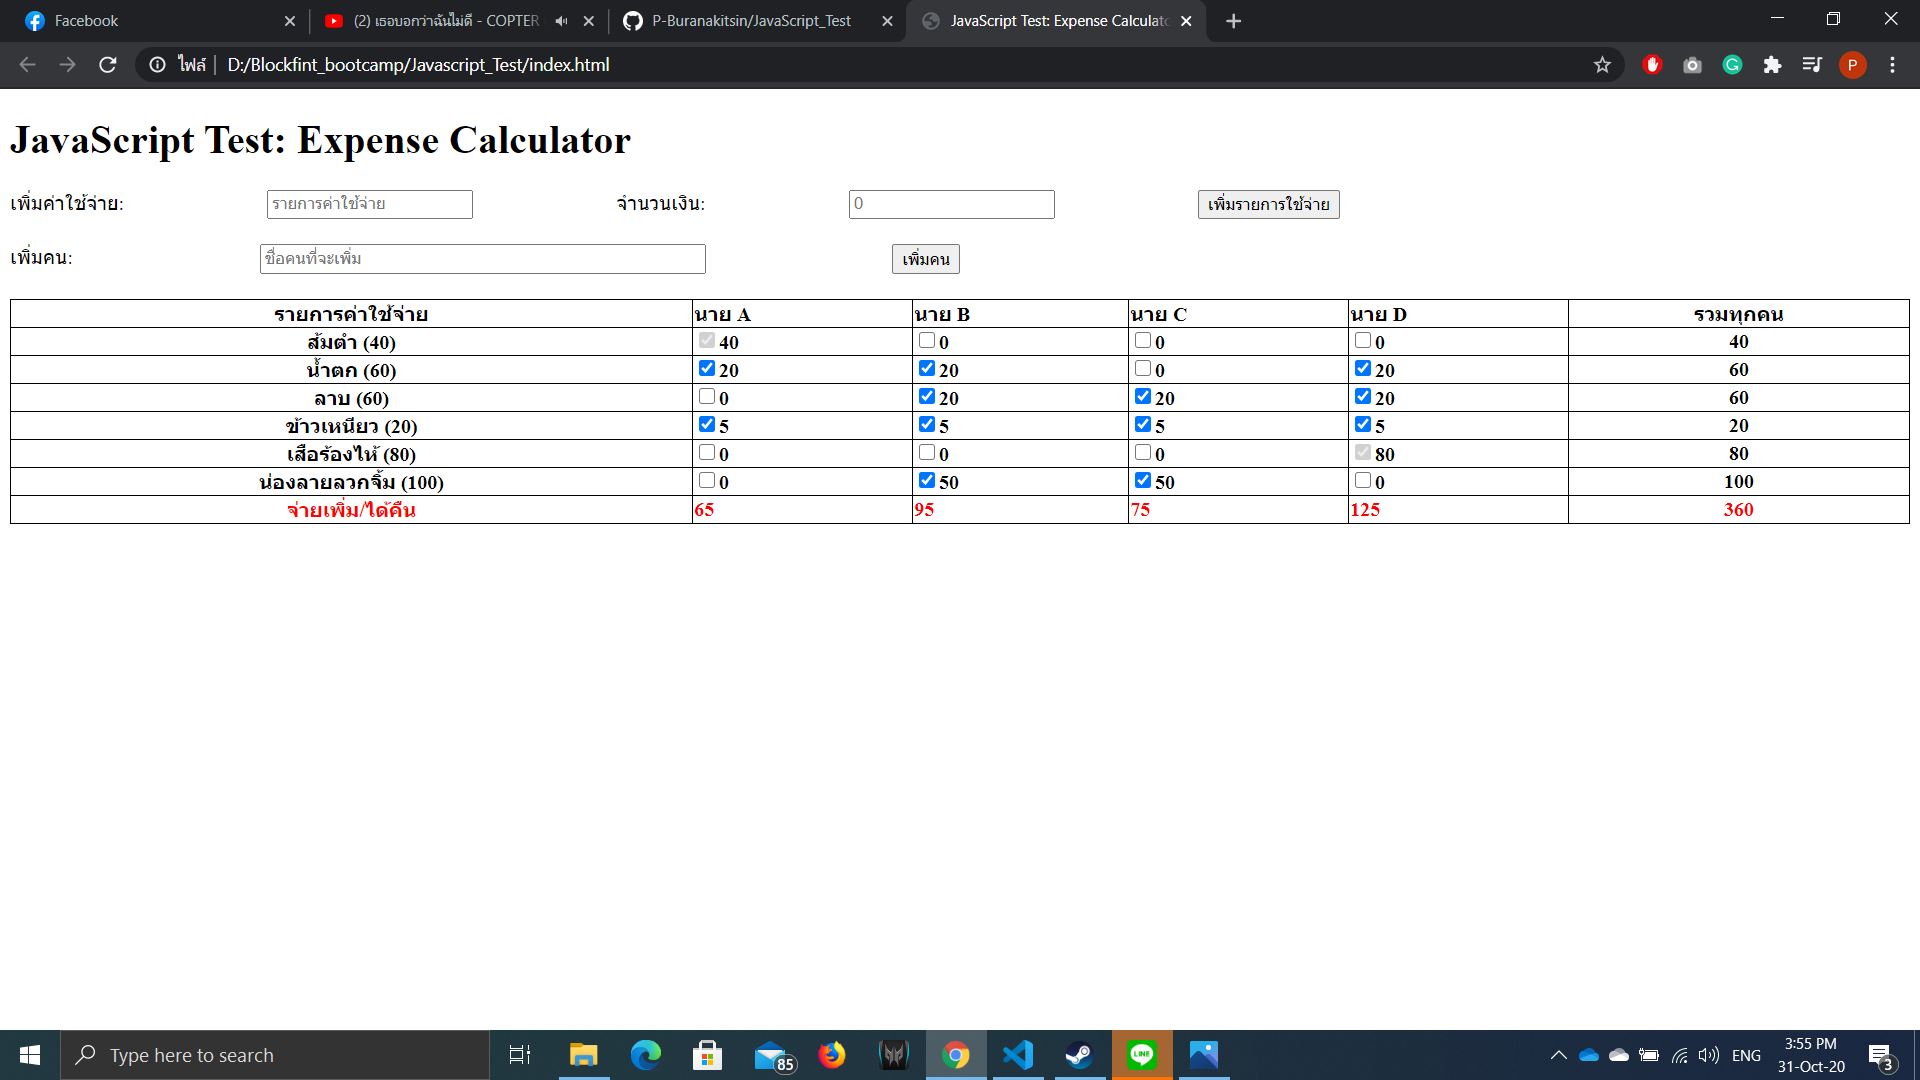 Facebook
(2) เธอบอกว่าฉันไม่ดี - COPTER
P-Buranakitsin/JavaScript_Test
JavaScript Test: Expense Calculato
ไฟล์ | D:/Blockfint_bootcamp/Javascript_Test/index.html
P
JavaScript Test: Expense Calculator
เพิ่มค่าใช้จ่าย: รายการค่าใช้จ่าย จำนวนเงิน: 0 เพิ่มรายการใช้จ่าย
เพิ่มคน: ชื่อคนที่จะเพิ่ม เพิ่มคน
รายการค่าใช้จ่าย นาย A นาย B นาย C นาย D รวมทุกคน
ส้มตำ (40) 40 0 0 0 40
น้ำตก (60) 20 20 0 20 60
ลาบ (60) 0 20 20 20 60
ข้าวเหนียว (20) 5 5 5 5 20
เสือร้องไห้ (80) 0 0 0 80 80
น่องลายลวกจิ้ม (100) 0 50 50 0 100
จ่ายเพิ่ม/ได้คืน 65 95 75 125 360
Type here to search
85
LINE
ENG
3:55 PM
31-Oct-20
3